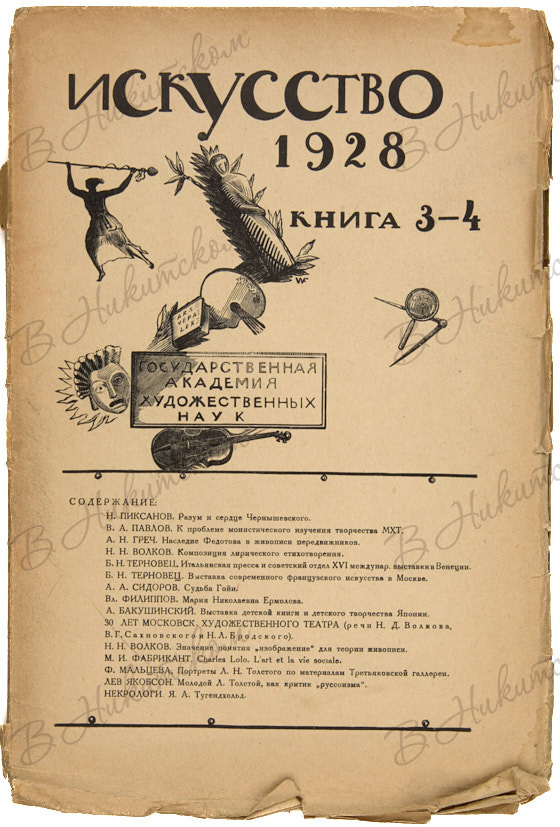 ИСКУССТВО
1928
КНИГА 3–4
ARS
VERA
LEX
ГОСУДАРСТВЕННАЯ
АКАДЕМИЯ
ХУДОЖЕСТВЕННЫХ
НАУК
СОДЕРЖАНИЕ:
Н. ПИКСАНОВ. Разум и сердце Чернышевского.
В. А. ПАВЛОВ. К проблеме монистического изучения творчества МХТ.
А. Н. ГРЕЧ. Наследие Федотова в живописи передвижников.
Н. Н. ВОЛКОВ. Композиция лирического стихотворения.
Б. Н. ТЕРНОВЕЦ. Итальянская пресса и советский отдел XVI междунар. выставки в Венеции.
Б. Н. ТЕРНОВЕЦ. Выставка современного французского искусства в Москве.
А. А. СИДОРОВ. Судьба Гойи.
Вл. ФИЛИППОВ. Мария Николаевна Ермолова.
А. БАКУШИНСКИЙ. Выставка детской книги и детского творчества Японии.
30 ЛЕТ МОСКОВСК. ХУДОЖЕСТВЕННОГО ТЕАТРА (речи Н. Д. Волкова,
В. Г. Сахновского и Н. Л. Бродского).
Н. Н. ВОЛКОВ. Значение понятия „изображение“ для теории живописи.
М. И. ФАБРИКАНТ. Charles Lolo. L'art et la vie sociale.
Ф. МАЛЬЦЕВА. Портреты Л. Н. Толстого по материалам Третьяковской галлереи.
ЛЕВ ЯКОБСОН. Молодой Л. Толстой, как критик „руссоизма“.
НЕКРОЛОГИ. Я. А. Тугендхольд.
В Никитском